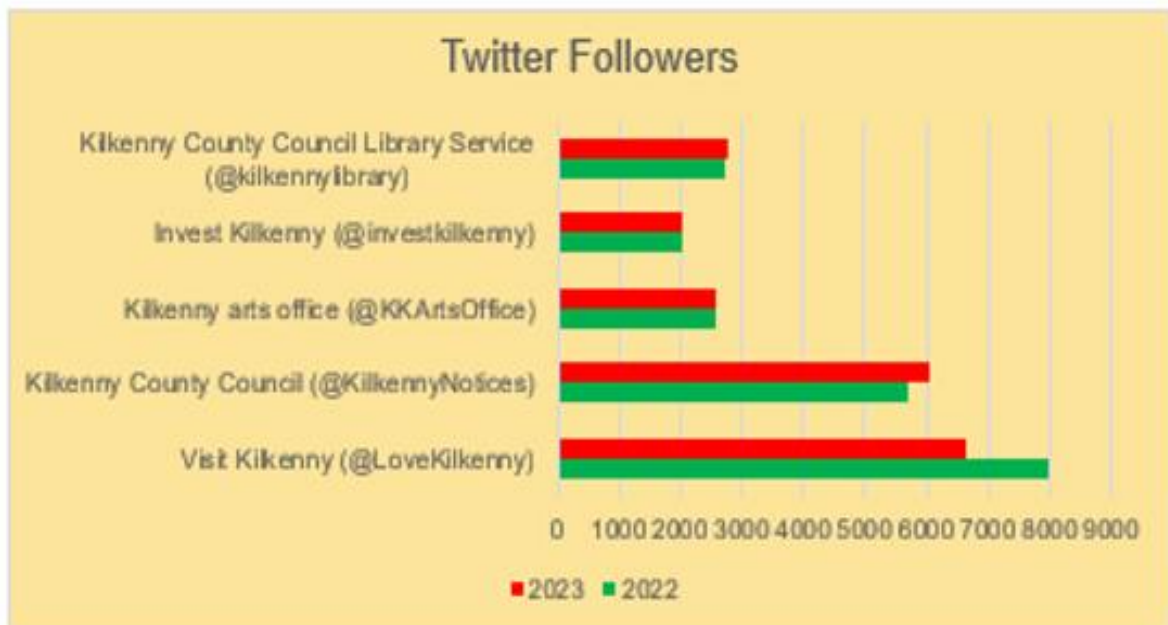 Twitter Followers
Kilkenny County Council Library Service
(@kilkennylibrary)
Invest Kilkenny (@investkilkenny)
Kilkenny arts office (@KKArtsOffice)
Kilkenny County Council (@KilkennyNotices)
Visit Kilkenny (@LoveKilkenny)
0 1000 2000 3000 4000 5000 6000 7000 8000 9000
2023 2022